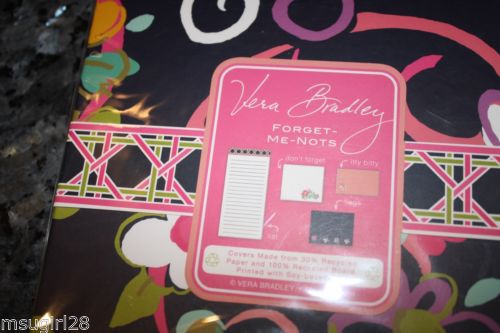 Vera Bradley
FORGET-
ME-NOTS
don't forget
itty bitty
list
Covers Made from 30% Recycled
Paper and 100% Recycled Board.
Printed with Soy-based
© VERA BRADLEY
msugirl28